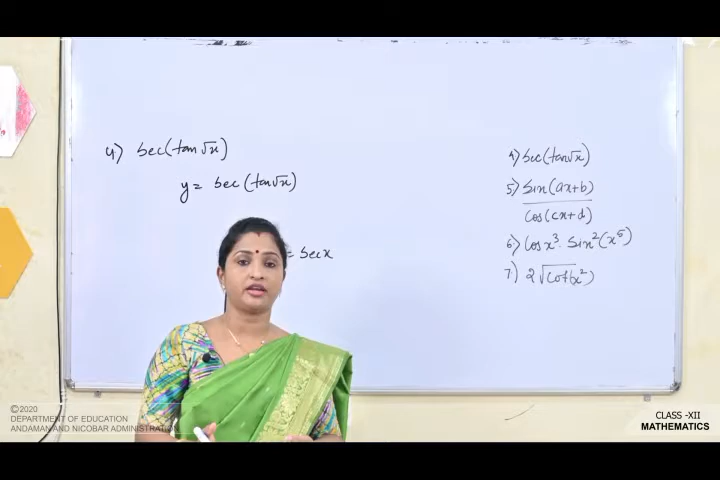 4) sec(tan√x)
y = sec(tan√x)
= sec x
4) sec(tan√x)
5) sin(ax+b)
cos(cx+d)
6) cos x³ · sin²(x⁵)
7) 2√cot(x²)
©2020
DEPARTMENT OF EDUCATION
ANDAMAN AND NICOBAR ADMINISTRATION
CLASS -XII
MATHEMATICS